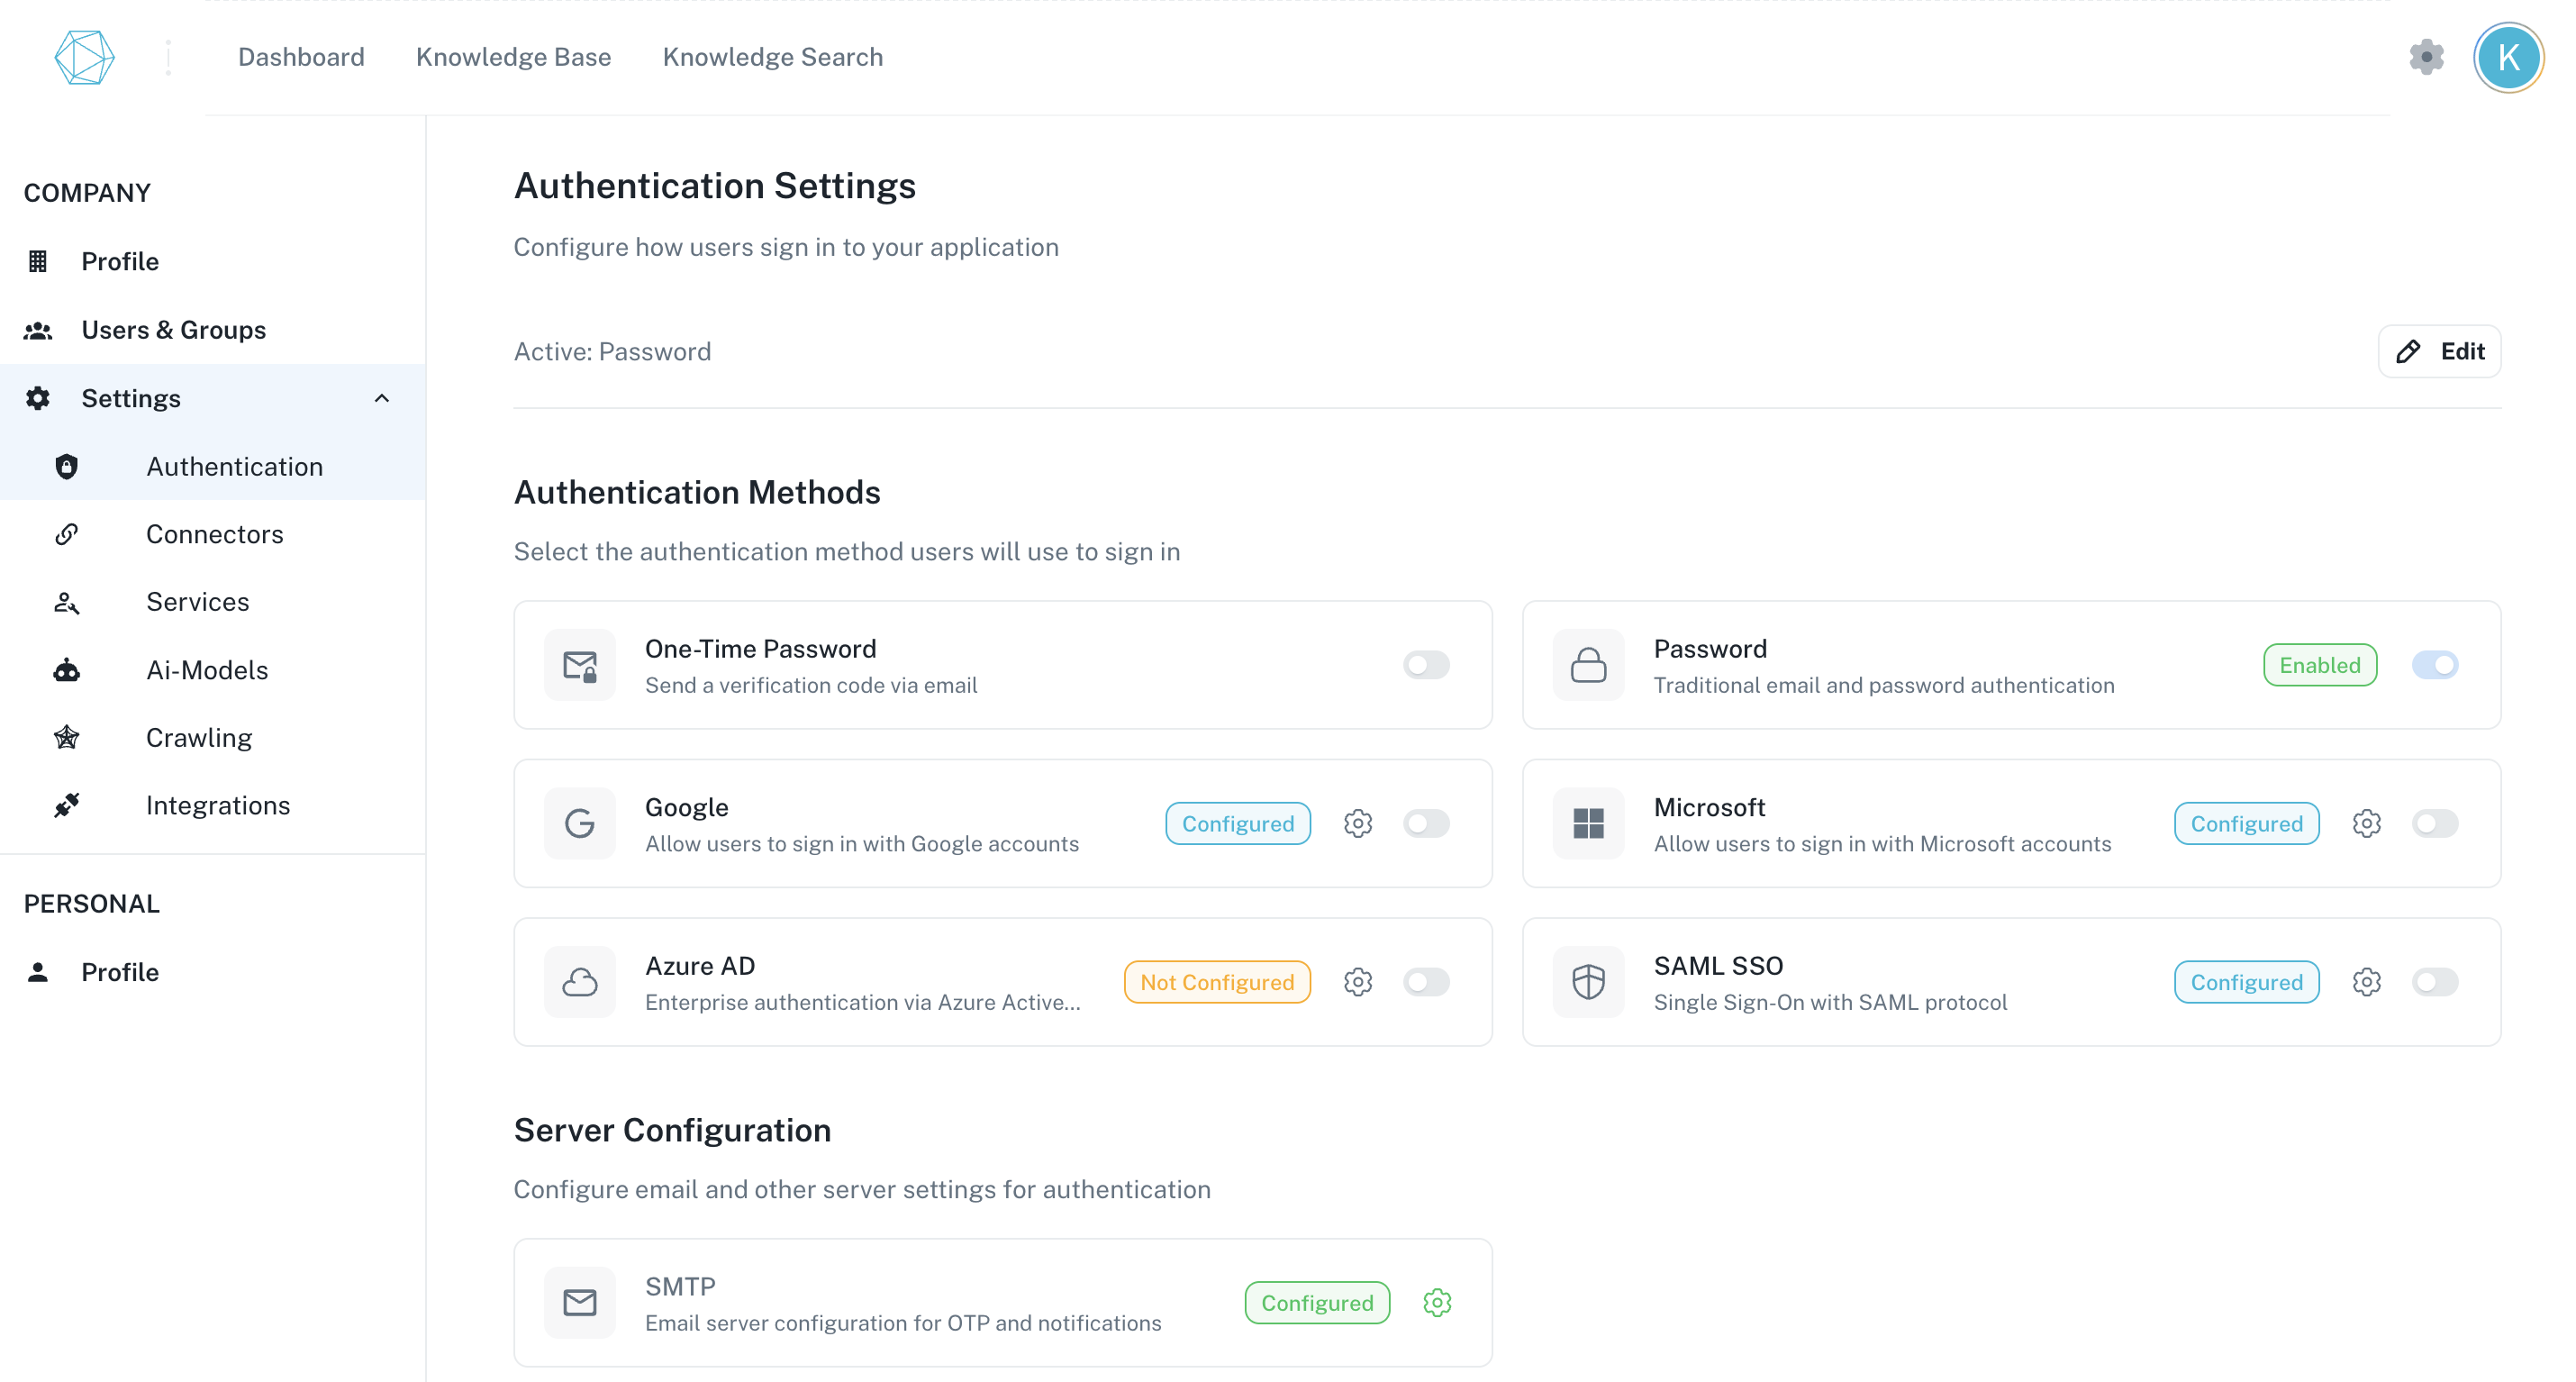 Dashboard
Knowledge Base
Knowledge Search
K
COMPANY
Profile
Users & Groups
Settings
Authentication
Connectors
Services
Ai-Models
Crawling
Integrations
PERSONAL
Profile
Authentication Settings
Configure how users sign in to your application
Active: Password
Edit
Authentication Methods
Select the authentication method users will use to sign in
One-Time Password
Send a verification code via email
Password
Traditional email and password authentication
Enabled
Google
Allow users to sign in with Google accounts
Configured
Microsoft
Allow users to sign in with Microsoft accounts
Configured
Azure AD
Enterprise authentication via Azure Active...
Not Configured
SAML SSO
Single Sign-On with SAML protocol
Configured
Server Configuration
Configure email and other server settings for authentication
SMTP
Email server configuration for OTP and notifications
Configured